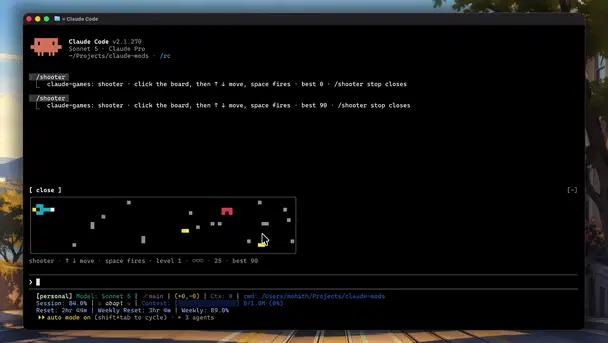 Claude Code
Claude Code v2.1.270
Sonnet 5 · Claude Pro
~/Projects/claude-mods · /rc
/shooter
claude-games: shooter · click the board, then ↑ ↓ move, space fires · best 0 · /shooter stop closes
/shooter
claude-games: shooter · click the board, then ↑ ↓ move, space fires · best 90 · /shooter stop closes
[ close ] [-]
shooter · ↑ ↓ move · space fires · level 1 · ♡♡♡ · 25 · best 90
❯
[personal] Model: Sonnet 5 | main | (+0,-0) | Ctx: 0 | cwd: /Users/mohith/Projects/claude-mods
Session: 84.0% | Context: 0/1.0M (0%)
Reset: 2hr | Weekly Reset: 3hr | Weekly: 89.0%
auto mode on (shift+tab to cycle) · 3 agents